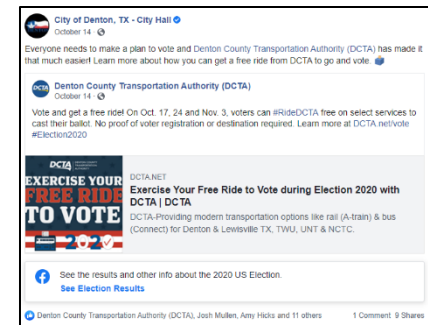 City of Denton, TX - City Hall
October 14 ·
Everyone needs to make a plan to vote and Denton County Transportation Authority (DCTA) has made it
that much easier! Learn more about how you can get a free ride from DCTA to go and vote.
DCTA
Denton County Transportation Authority (DCTA)
October 14 ·
Vote and get a free ride! On Oct. 17, 24 and Nov. 3, voters can #RideDCTA free on select services to
cast their ballot. No proof of voter registration or destination required. Learn more at DCTA.net/vote
#Election2020
DCTA
EXERCISE YOUR
FREE RIDE
TO VOTE
2020
DCTA.NET
Exercise Your Free Ride to Vote during Election 2020 with
DCTA | DCTA
DCTA-Providing modern transportation options like rail (A-train) & bus
(Connect) for Denton & Lewisville TX, TWU, UNT & NCTC.
See the results and other info about the 2020 US Election.
See Election Results
Denton County Transportation Authority (DCTA), Josh Mullen, Amy Hicks and 11 others
1 Comment 9 Shares